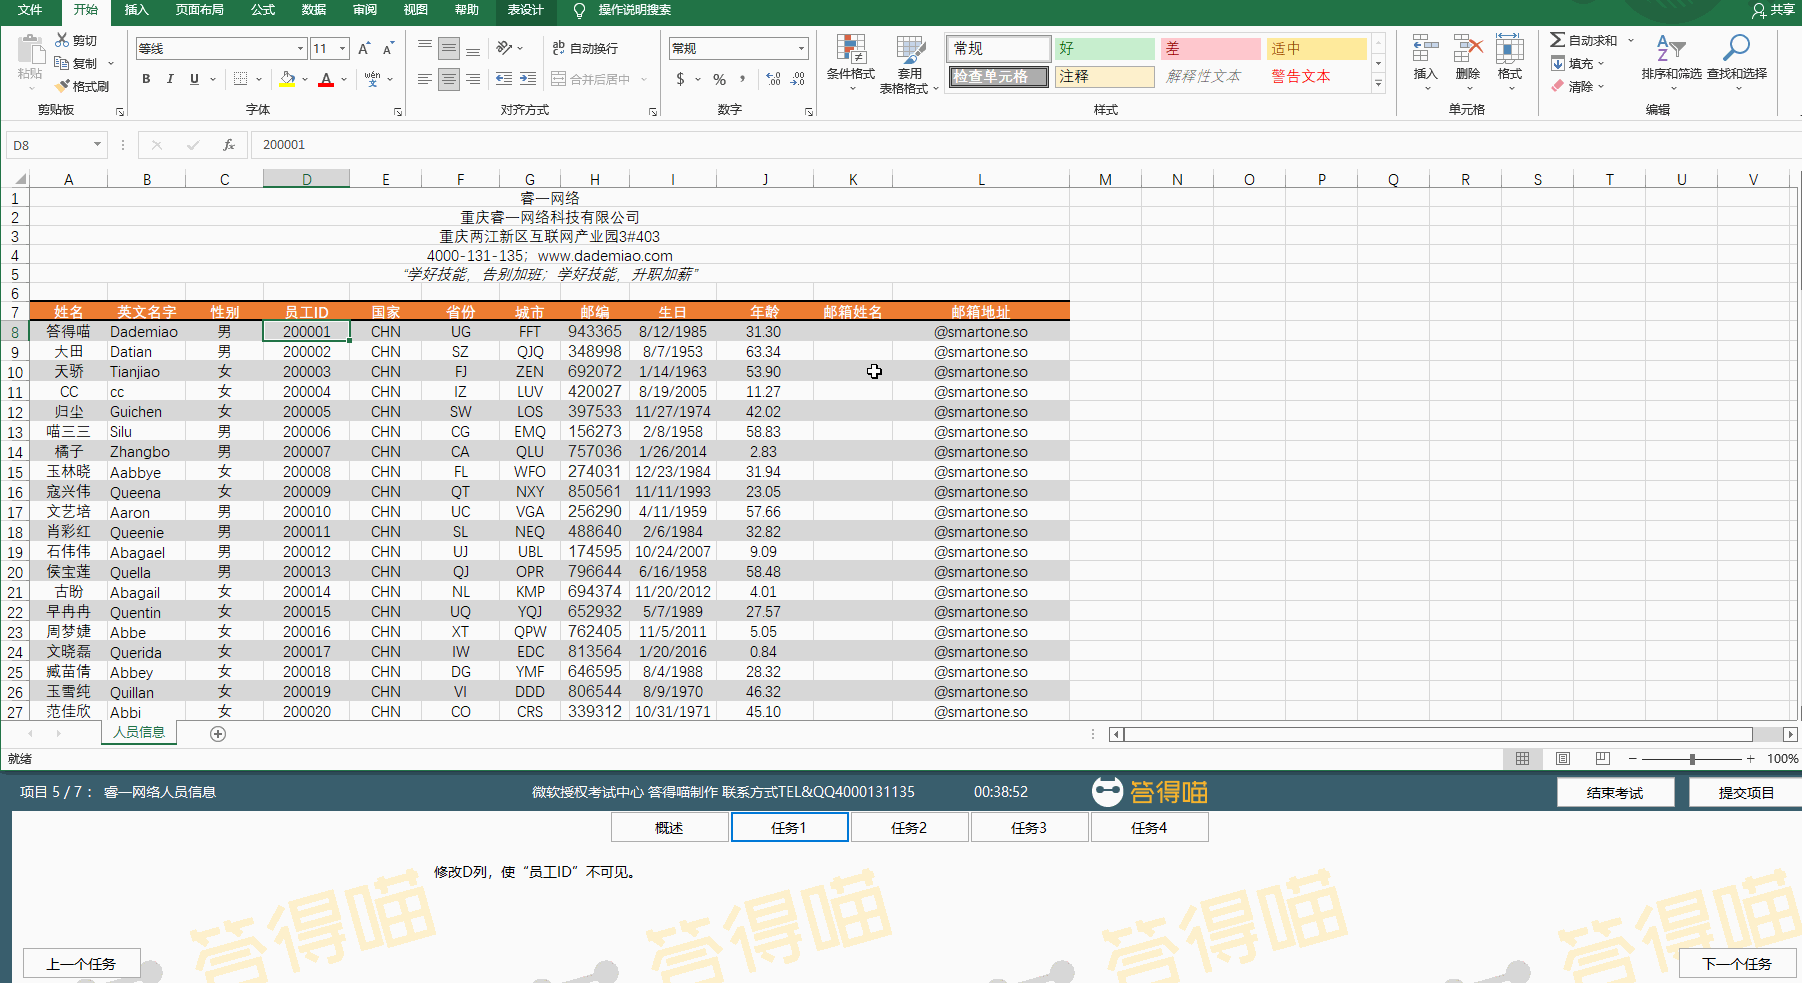 文件 开始 插入 页面布局 公式 数据 审阅 视图 帮助 表设计 操作说明搜索 共享
粘贴 剪切 复制 格式刷 剪贴板
等线 11 A A B I U A wén 字体
ab 自动换行 合并后居中 对齐方式
常规 $ % , .00 数字
条件格式 套用 表格格式
常规 好 差 适中
检查单元格 注释 解释性文本 警告文本
样式
插入 删除 格式 单元格
自动求和 填充 清除 排序和筛选 查找和选择 编辑
D8 fx 200001
A B C D E F G H I J K L M N O P Q R S T U V
1 睿一网络
2 重庆睿一网络科技有限公司
3 重庆两江新区互联网产业园3#403
4 4000-131-135；www.dademiao.com
5 “学好技能，告别加班；学好技能，升职加薪”
6
7 姓名 英文名字 性别 员工ID 国家 省份 城市 邮编 生日 年龄 邮箱姓名 邮箱地址
8 答得喵 Dademiao 男 200001 CHN UG FFT 943365 8/12/1985 31.30 @smartone.so
9 大田 Datian 男 200002 CHN SZ QJQ 348998 8/7/1953 63.34 @smartone.so
10 天骄 Tianjiao 女 200003 CHN FJ ZEN 692072 1/14/1963 53.90 @smartone.so
11 CC cc 女 200004 CHN IZ LUV 420027 8/19/2005 11.27 @smartone.so
12 归尘 Guichen 女 200005 CHN SW LOS 397533 11/27/1974 42.02 @smartone.so
13 喵三三 Silu 男 200006 CHN CG EMQ 156273 2/8/1958 58.83 @smartone.so
14 橘子 Zhangbo 男 200007 CHN CA QLU 757036 1/26/2014 2.83 @smartone.so
15 玉林晓 Aabbye 女 200008 CHN FL WFO 274031 12/23/1984 31.94 @smartone.so
16 寇兴伟 Queena 女 200009 CHN QT NXY 850561 11/11/1993 23.05 @smartone.so
17 文艺培 Aaron 男 200010 CHN UC VGA 256290 4/11/1959 57.66 @smartone.so
18 肖彩红 Queenie 男 200011 CHN SL NEQ 488640 2/6/1984 32.82 @smartone.so
19 石伟伟 Abagael 男 200012 CHN UJ UBL 174595 10/24/2007 9.09 @smartone.so
20 侯宝莲 Quella 男 200013 CHN QJ OPR 796644 6/16/1958 58.48 @smartone.so
21 古盼 Abagail 女 200014 CHN NL KMP 694374 11/20/2012 4.01 @smartone.so
22 早冉冉 Quentin 女 200015 CHN UQ YQJ 652932 5/7/1989 27.57 @smartone.so
23 周梦婕 Abbe 女 200016 CHN XT QPW 762405 11/5/2011 5.05 @smartone.so
24 文晓磊 Querida 女 200017 CHN IW EDC 813564 1/20/2016 0.84 @smartone.so
25 臧苗倩 Abbey 女 200018 CHN DG YMF 646595 8/4/1988 28.32 @smartone.so
26 玉雪纯 Quillan 女 200019 CHN VI DDD 806544 8/9/1970 46.32 @smartone.so
27 范佳欣 Abbi 女 200020 CHN CO CRS 339312 10/31/1971 45.10 @smartone.so
人员信息
就绪 100%
项目 5 / 7： 睿一网络人员信息 微软授权考试中心 答得喵制作 联系方式TEL&QQ4000131135 00:38:52 答得喵 结束考试 提交项目
概述 任务1 任务2 任务3 任务4
修改D列，使“员工ID”不可见。
答得喵 答得喵 答得喵 答得喵
上一个任务 下一个任务